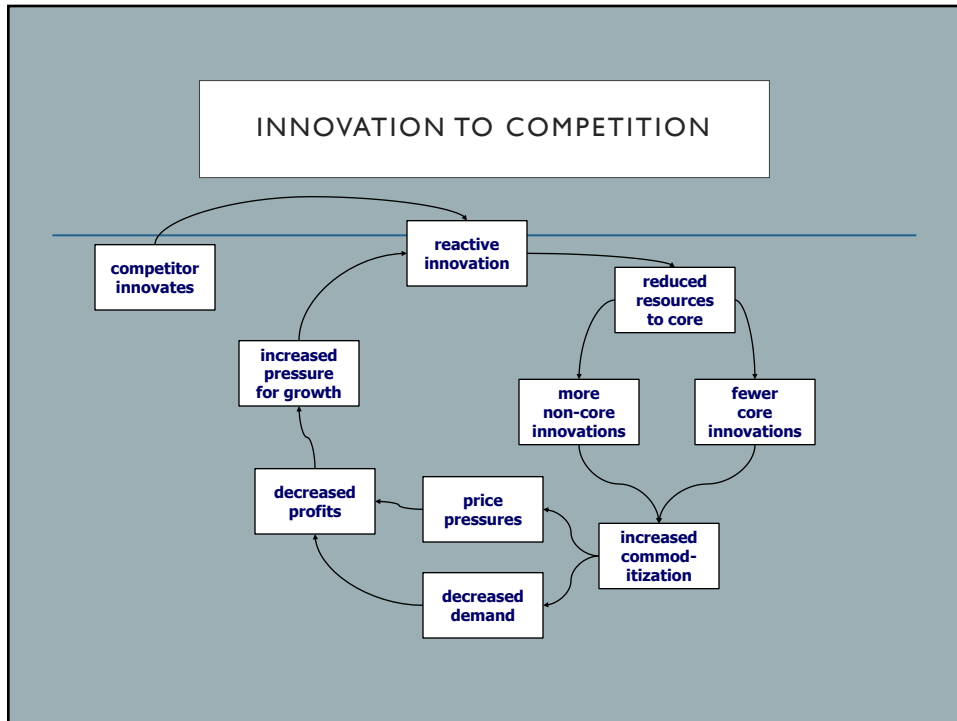 INNOVATION TO COMPETITION
competitor
innovates
reactive
innovation
reduced
resources
to core
increased
pressure
for growth
more
non-core
innovations
fewer
core
innovations
decreased
profits
price
pressures
increased
commod-
itization
decreased
demand